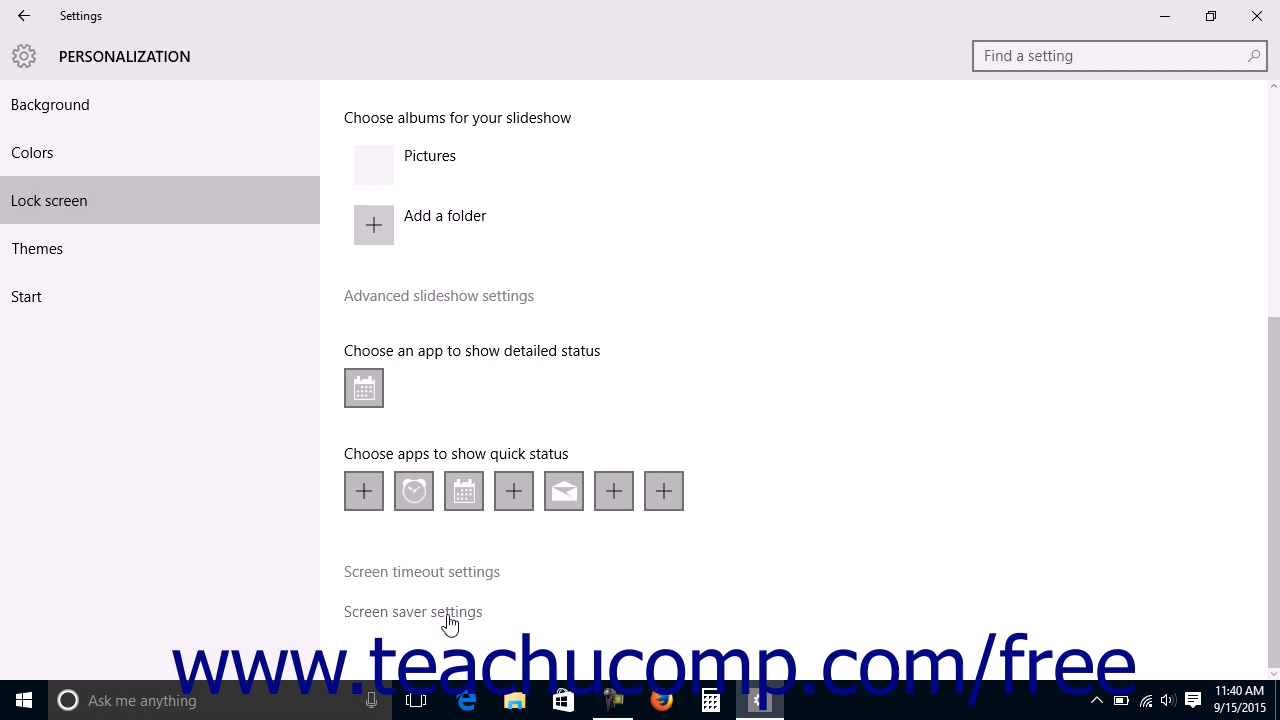 Settings
PERSONALIZATION
Find a setting
Background
Colors
Lock screen
Themes
Start
Choose albums for your slideshow
Pictures
Add a folder
Advanced slideshow settings
Choose an app to show detailed status
Choose apps to show quick status
Screen timeout settings
Screen saver settings
www.teachucomp.com/free
Ask me anything
11:40 AM
9/15/2015